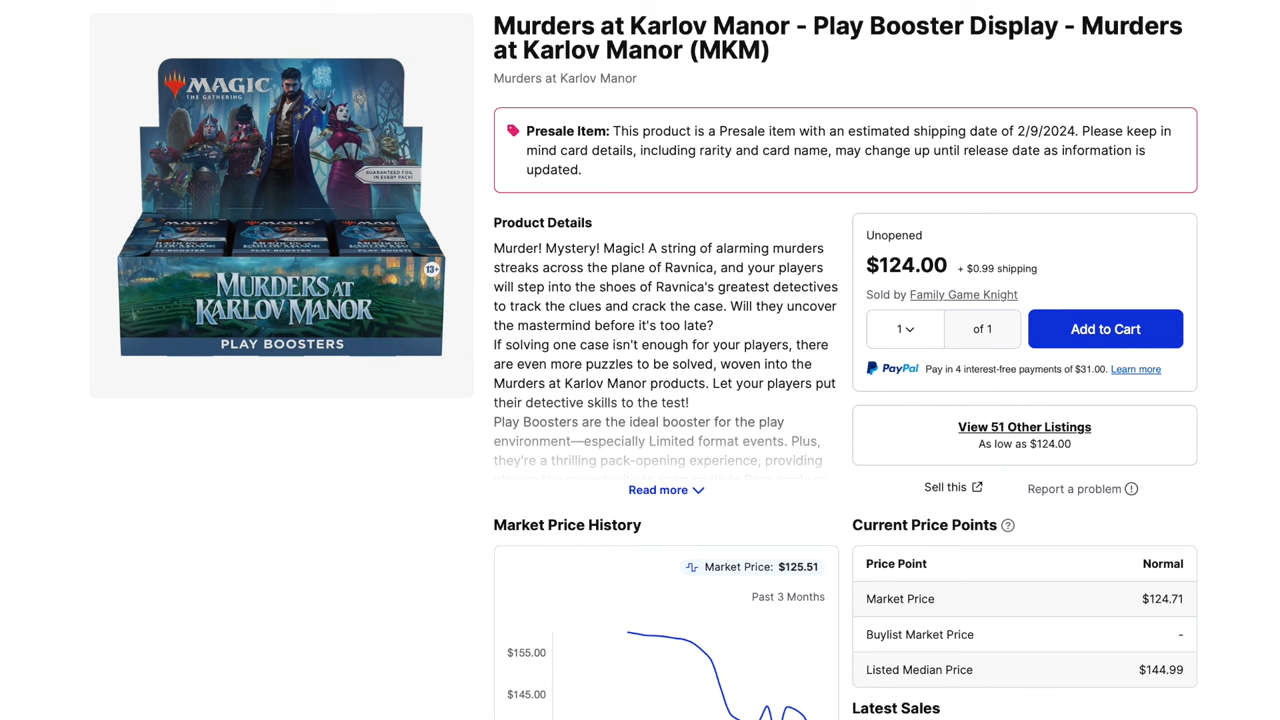 Murders at Karlov Manor - Play Booster Display - Murders
at Karlov Manor (MKM)
Murders at Karlov Manor
Presale Item: This product is a Presale item with an estimated shipping date of 2/9/2024. Please keep in
mind card details, including rarity and card name, may change up until release date as information is
updated.
MAGIC
THE GATHERING
GUARANTEED FOIL
IN EVERY PACK!
MAGIC
MAGIC
MAGIC
PLAY BOOSTER
13+
MURDERS AT
KARLOV MANOR
PLAY BOOSTERS
Product Details
Murder! Mystery! Magic! A string of alarming murders
streaks across the plane of Ravnica, and your players
will step into the shoes of Ravnica's greatest detectives
to track the clues and crack the case. Will they uncover
the mastermind before it's too late?
If solving one case isn't enough for your players, there
are even more puzzles to be solved, woven into the
Murders at Karlov Manor products. Let your players put
their detective skills to the test!
Play Boosters are the ideal booster for the play
environment—especially Limited format events. Plus,
they're a thrilling pack-opening experience, providing
Read more
Unopened
$124.00 + $0.99 shipping
Sold by Family Game Knight
1 of 1 Add to Cart
PayPal Pay in 4 interest-free payments of $31.00. Learn more
View 51 Other Listings
As low as $124.00
Sell this Report a problem
Market Price History
Market Price: $125.51
Past 3 Months
$155.00
$145.00
Current Price Points
Price Point Normal
Market Price $124.71
Buylist Market Price -
Listed Median Price $144.99
Latest Sales